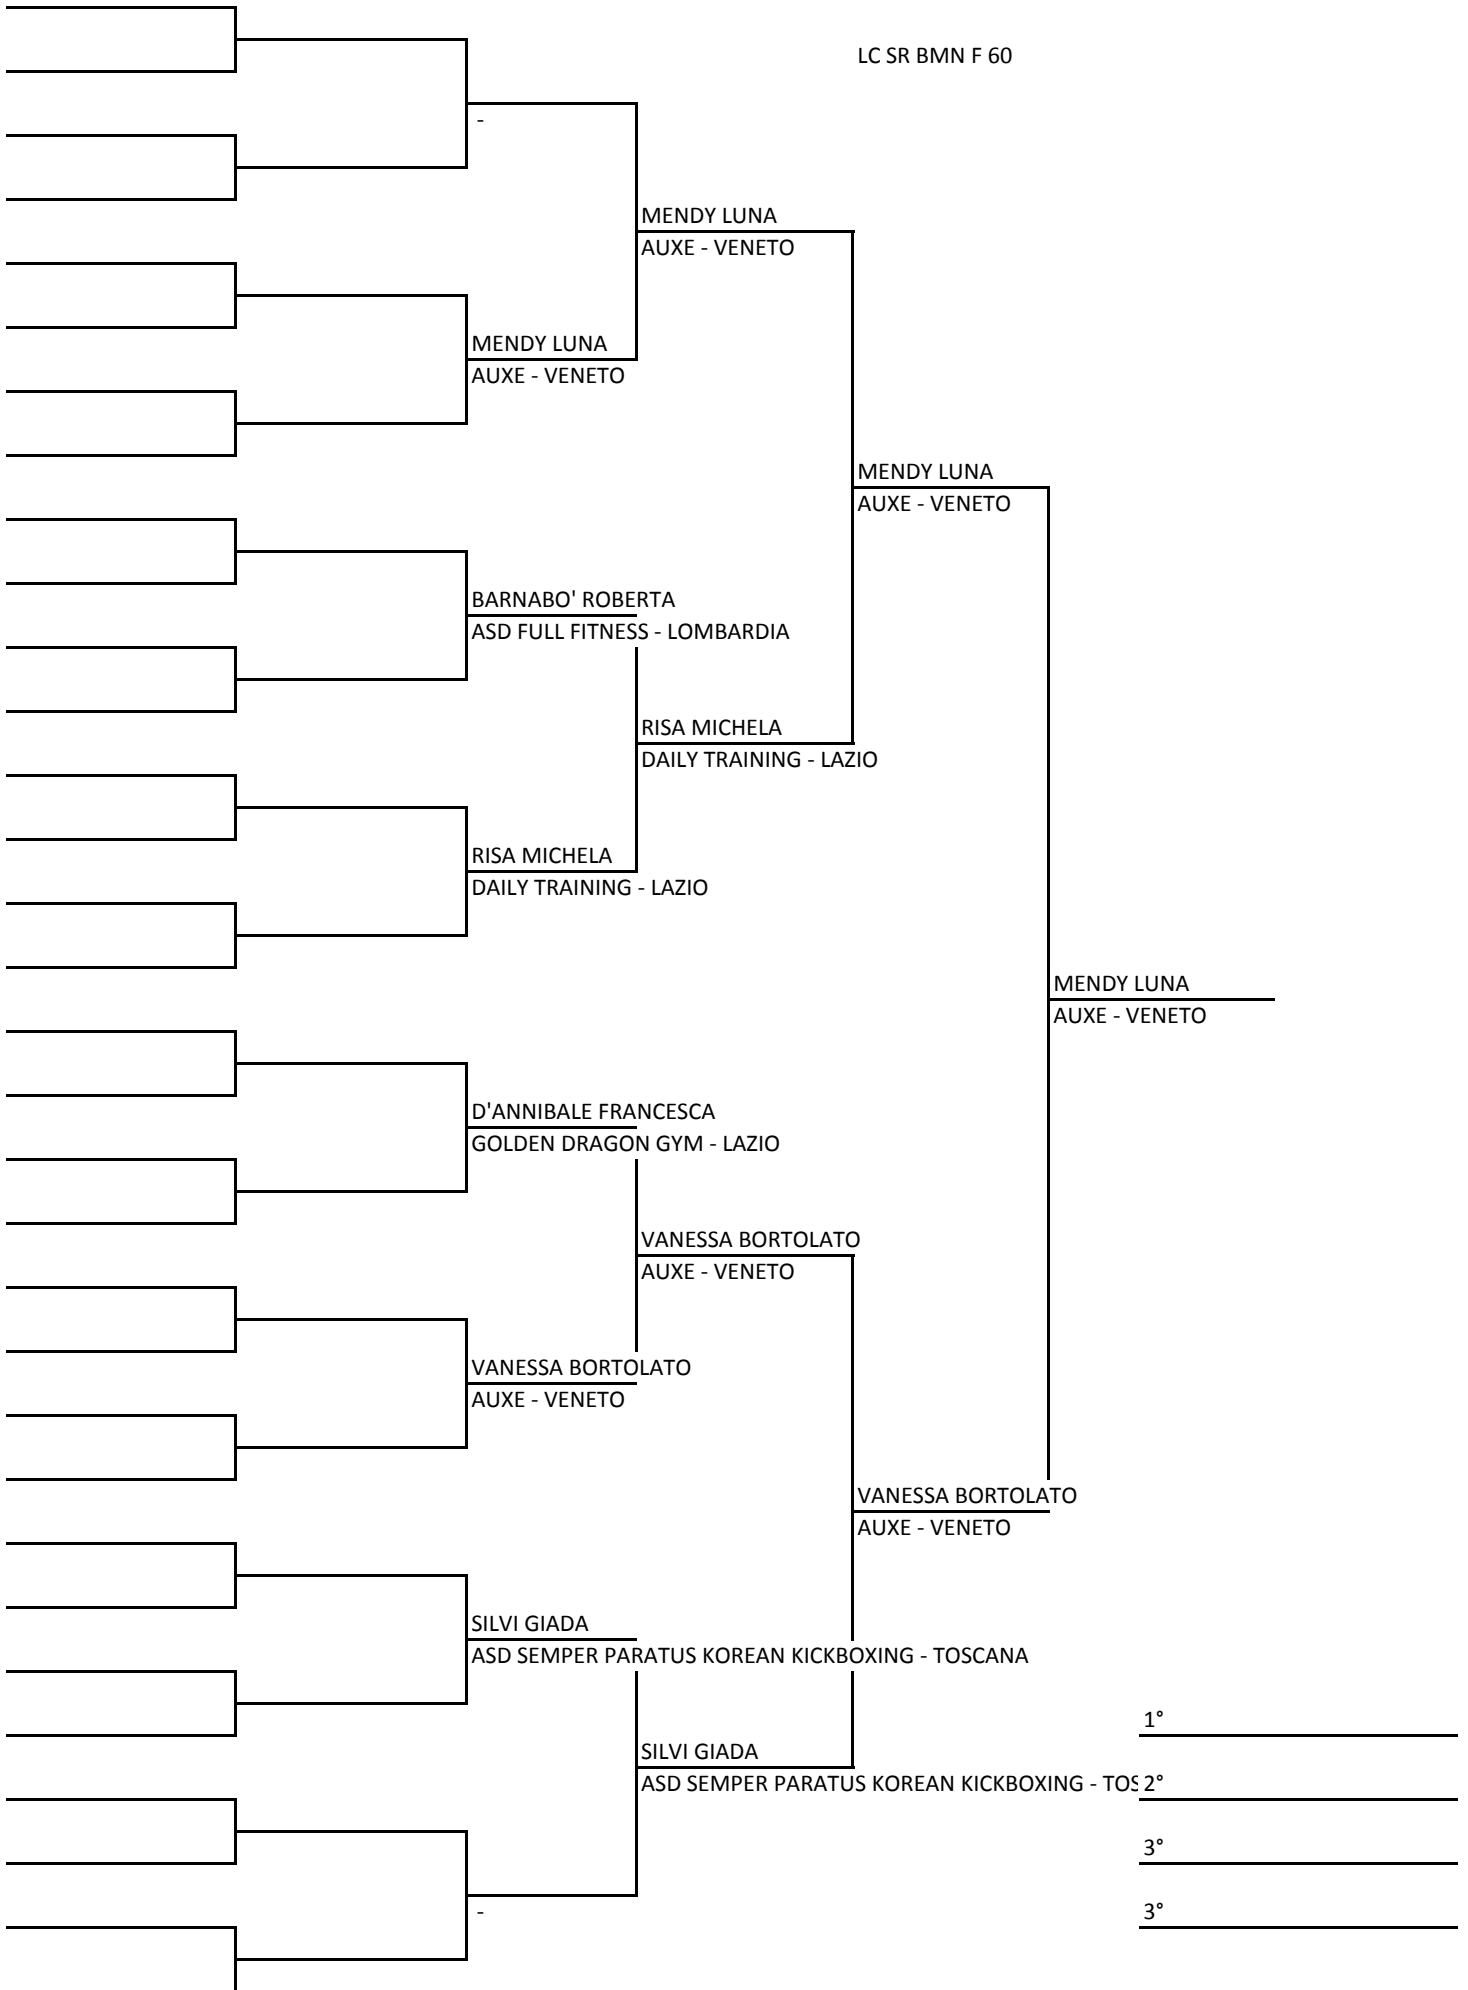 LC SR BMN F 60
-
MENDY LUNA
AUXE - VENETO
MENDY LUNA
AUXE - VENETO
MENDY LUNA
AUXE - VENETO
BARNABO' ROBERTA
ASD FULL FITNESS - LOMBARDIA
RISA MICHELA
DAILY TRAINING - LAZIO
RISA MICHELA
DAILY TRAINING - LAZIO
MENDY LUNA
AUXE - VENETO
D'ANNIBALE FRANCESCA
GOLDEN DRAGON GYM - LAZIO
VANESSA BORTOLATO
AUXE - VENETO
VANESSA BORTOLATO
AUXE - VENETO
VANESSA BORTOLATO
AUXE - VENETO
SILVI GIADA
ASD SEMPER PARATUS KOREAN KICKBOXING - TOSCANA
1°
SILVI GIADA
ASD SEMPER PARATUS KOREAN KICKBOXING - TOS
2°
3°
3°
-